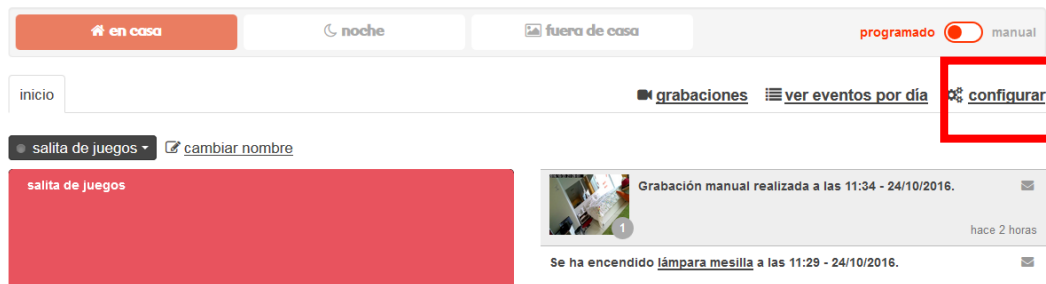 en casa noche fuera de casa programado manual
inicio grabaciones ver eventos por día configurar
salita de juegos cambiar nombre
salita de juegos
Grabación manual realizada a las 11:34 - 24/10/2016.
1
hace 2 horas
Se ha encendido lámpara mesilla a las 11:29 - 24/10/2016.